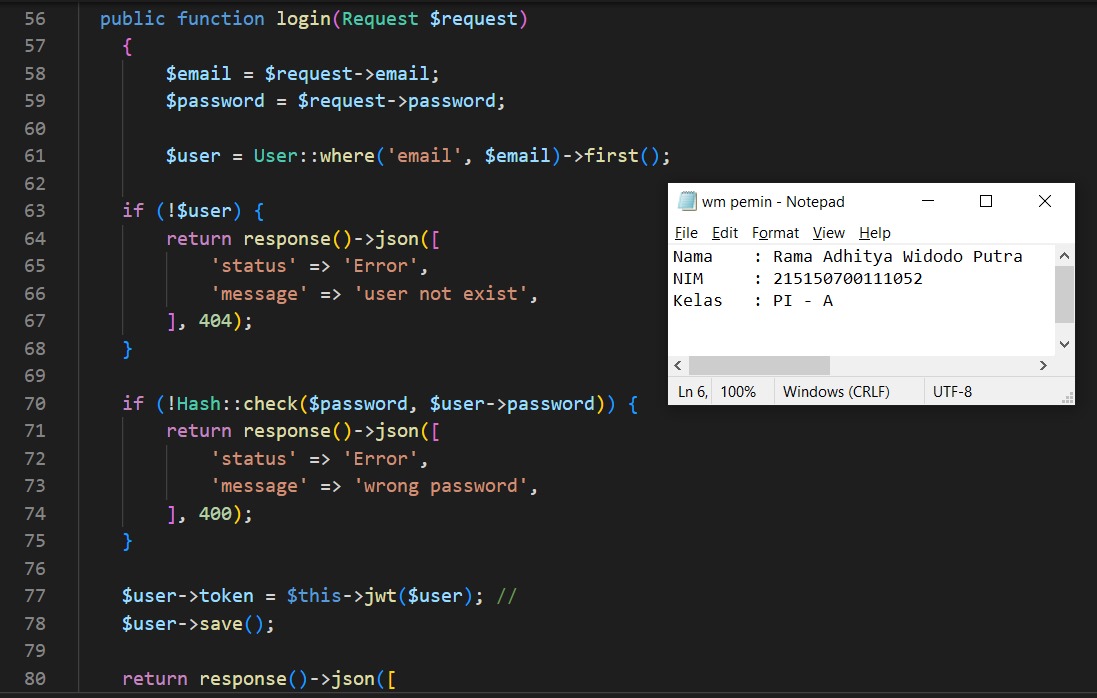 56 public function login(Request $request)
57 {
58 $email = $request->email;
59 $password = $request->password;
60
61 $user = User::where('email', $email)->first();
62
63 if (!$user) {
64 return response()->json([
65 'status' => 'Error',
66 'message' => 'user not exist',
67 ], 404);
68 }
69
70 if (!Hash::check($password, $user->password)) {
71 return response()->json([
72 'status' => 'Error',
73 'message' => 'wrong password',
74 ], 400);
75 }
76
77 $user->token = $this->jwt($user); //
78 $user->save();
79
80 return response()->json([
wm pemin - Notepad
File Edit Format View Help
Nama : Rama Adhitya Widodo Putra
NIM : 215150700111052
Kelas : PI - A
Ln 6, 100% Windows (CRLF) UTF-8